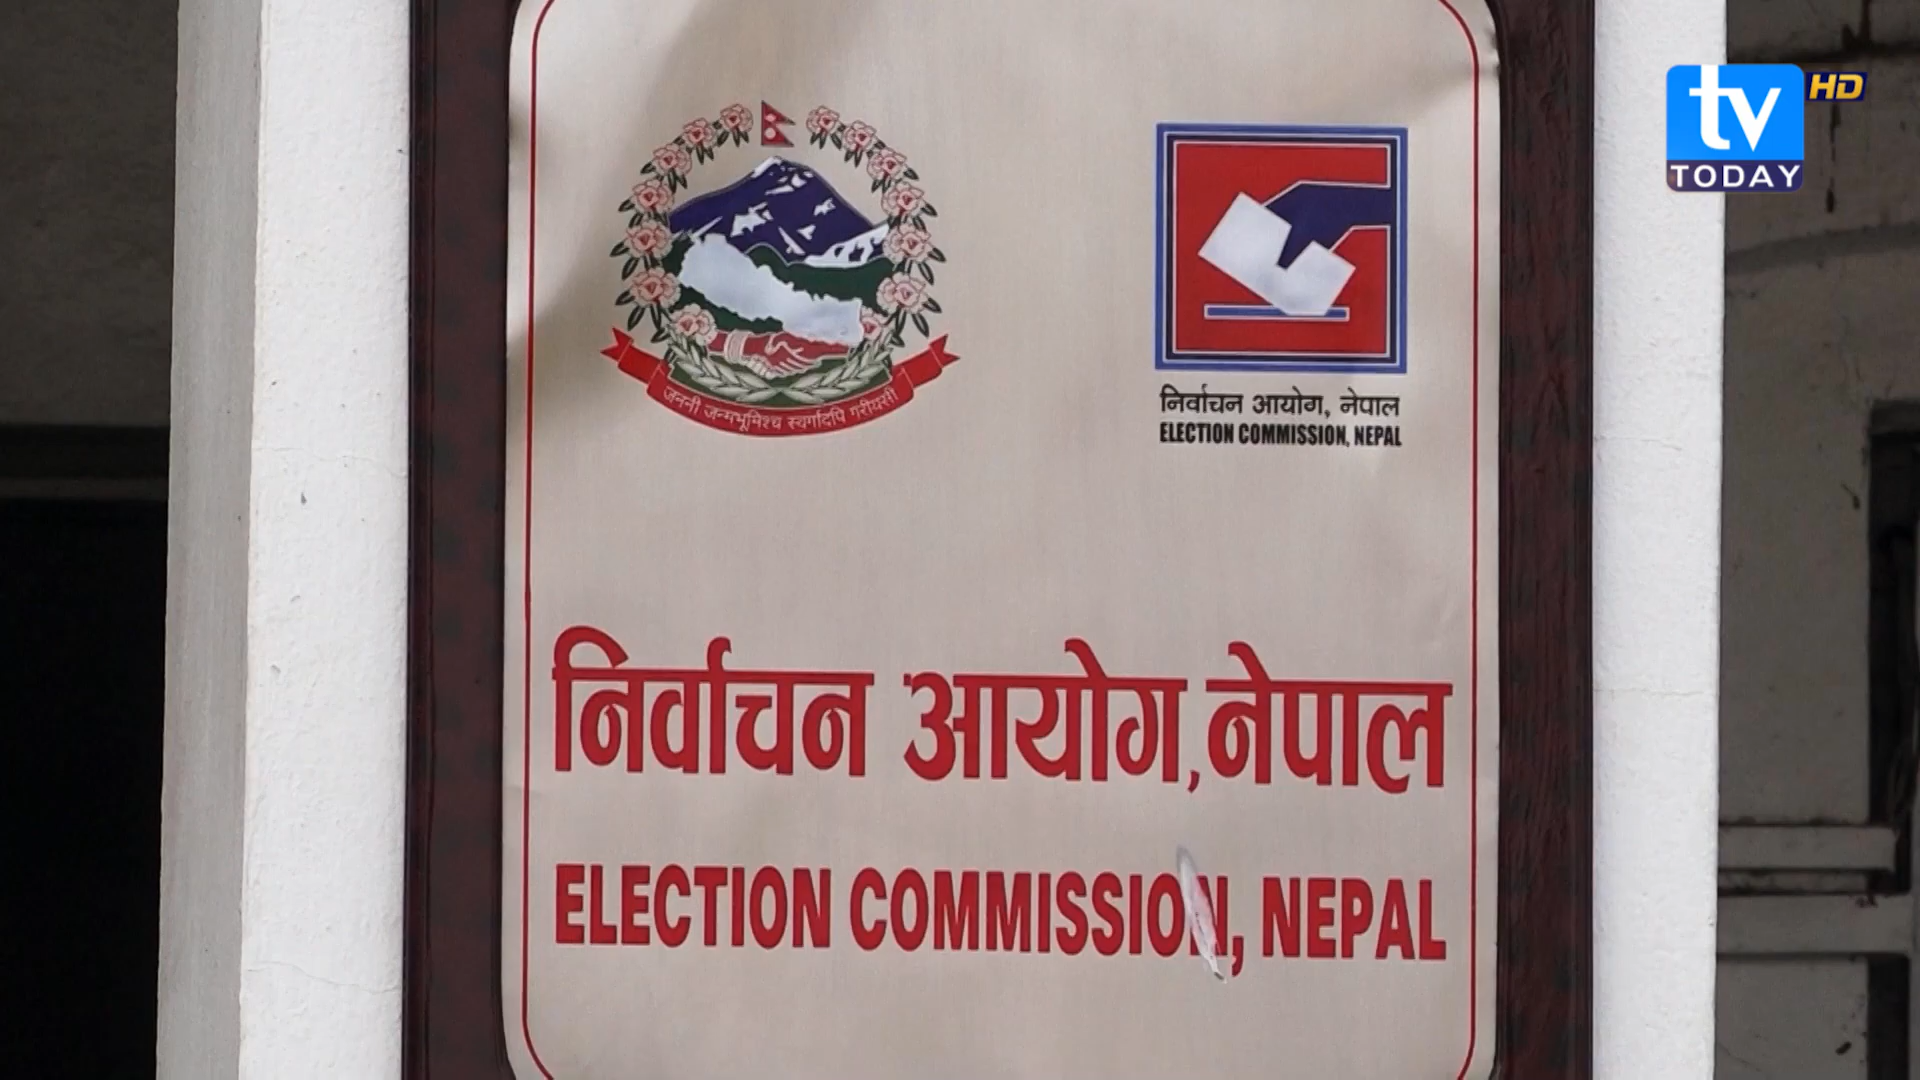 tv HD
TODAY
जननी जन्मभूमिश्च स्वर्गादपि गरीयसी
निर्वाचन आयोग, नेपाल
ELECTION COMMISSION, NEPAL
निर्वाचन आयोग, नेपाल
ELECTION COMMISSION, NEPAL